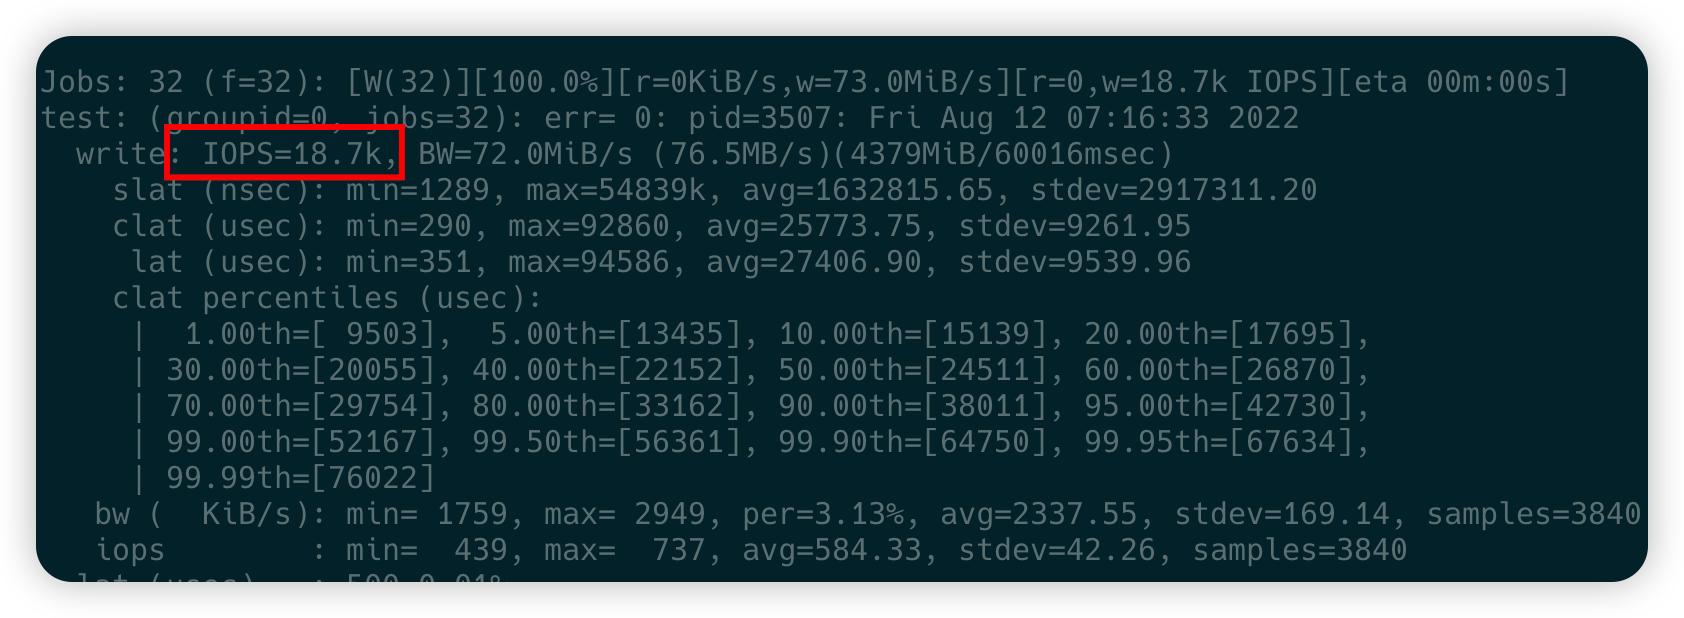 Jobs: 32 (f=32): [W(32)][100.0%][r=0KiB/s,w=73.0MiB/s][r=0,w=18.7k IOPS][eta 00m:00s]
test: (groupid=0, jobs=32): err= 0: pid=3507: Fri Aug 12 07:16:33 2022
write: IOPS=18.7k, BW=72.0MiB/s (76.5MB/s)(4379MiB/60016msec)
slat (nsec): min=1289, max=54839k, avg=1632815.65, stdev=2917311.20
clat (usec): min=290, max=92860, avg=25773.75, stdev=9261.95
lat (usec): min=351, max=94586, avg=27406.90, stdev=9539.96
clat percentiles (usec):
| 1.00th=[ 9503], 5.00th=[13435], 10.00th=[15139], 20.00th=[17695],
| 30.00th=[20055], 40.00th=[22152], 50.00th=[24511], 60.00th=[26870],
| 70.00th=[29754], 80.00th=[33162], 90.00th=[38011], 95.00th=[42730],
| 99.00th=[52167], 99.50th=[56361], 99.90th=[64750], 99.95th=[67634],
| 99.99th=[76022]
bw ( KiB/s): min= 1759, max= 2949, per=3.13%, avg=2337.55, stdev=169.14, samples=3840
iops : min= 439, max= 737, avg=584.33, stdev=42.26, samples=3840
lat (usec) :